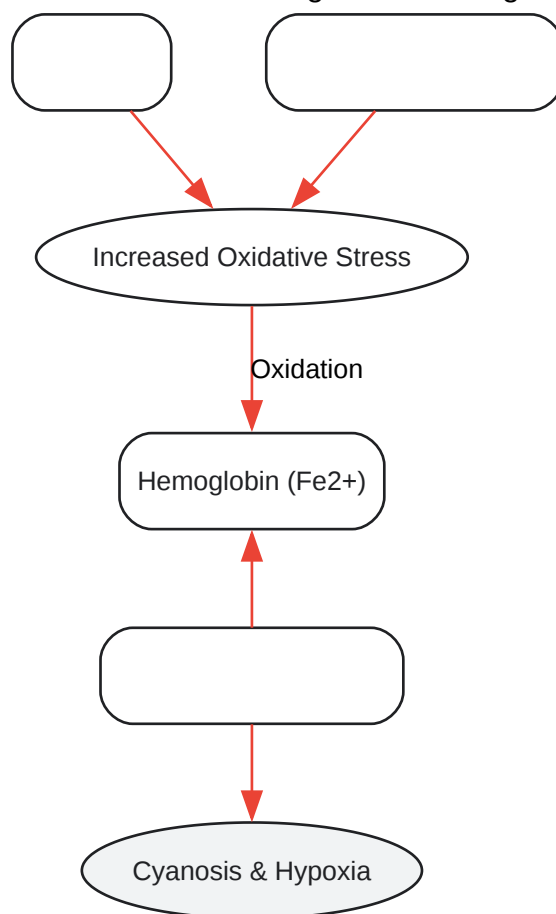 Increased Oxidative Stress
Oxidation
Hemoglobin (Fe2+)
Cyanosis & Hypoxia